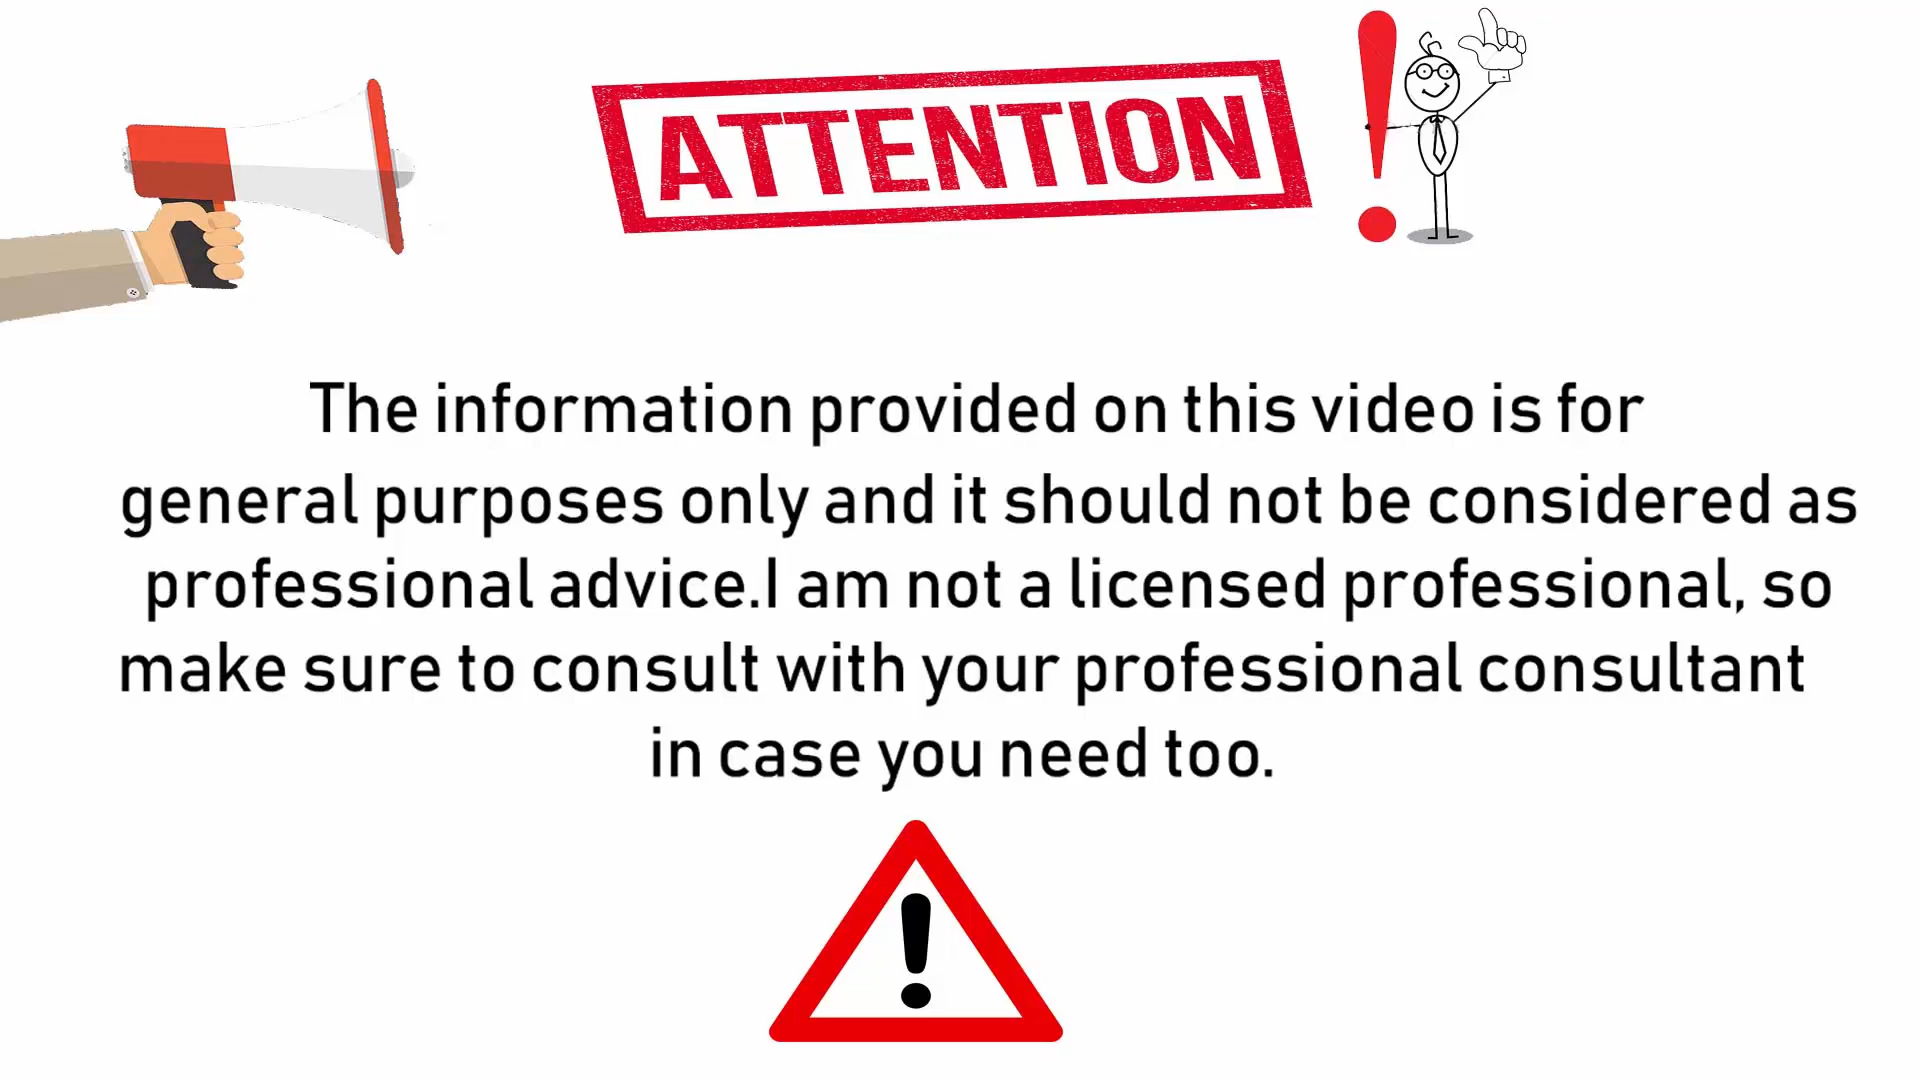 ATTENTION
The information provided on this video is for
general purposes only and it should not be considered as
professional advice.I am not a licensed professional, so
make sure to consult with your professional consultant
in case you need too.